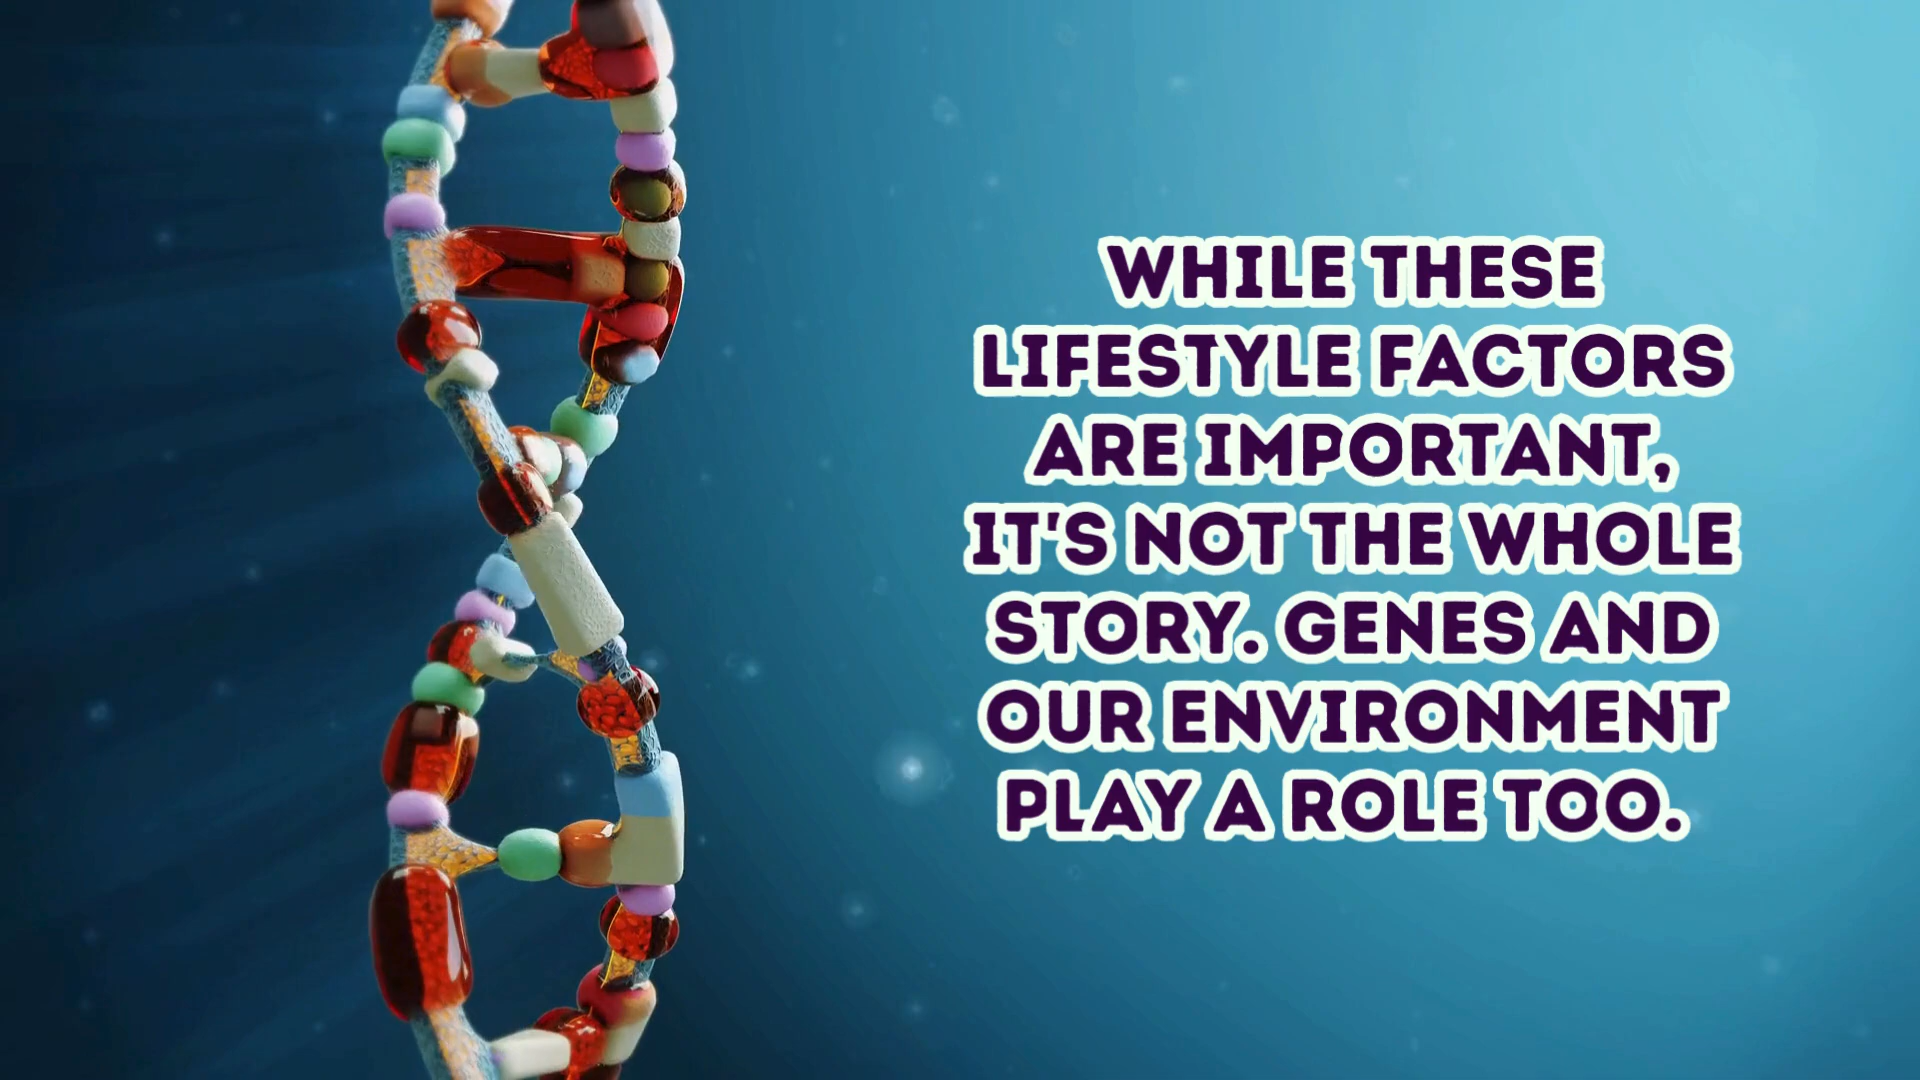 WHILE THESE
LIFESTYLE FACTORS
ARE IMPORTANT,
IT'S NOT THE WHOLE
STORY. GENES AND
OUR ENVIRONMENT
PLAY A ROLE TOO.